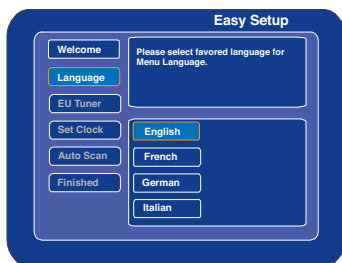 Easy Setup
Welcome
Language
EU Tuner
Set Clock
Auto Scan
Finished
Please select favored language for
Menu Language.
English
French
German
Italian